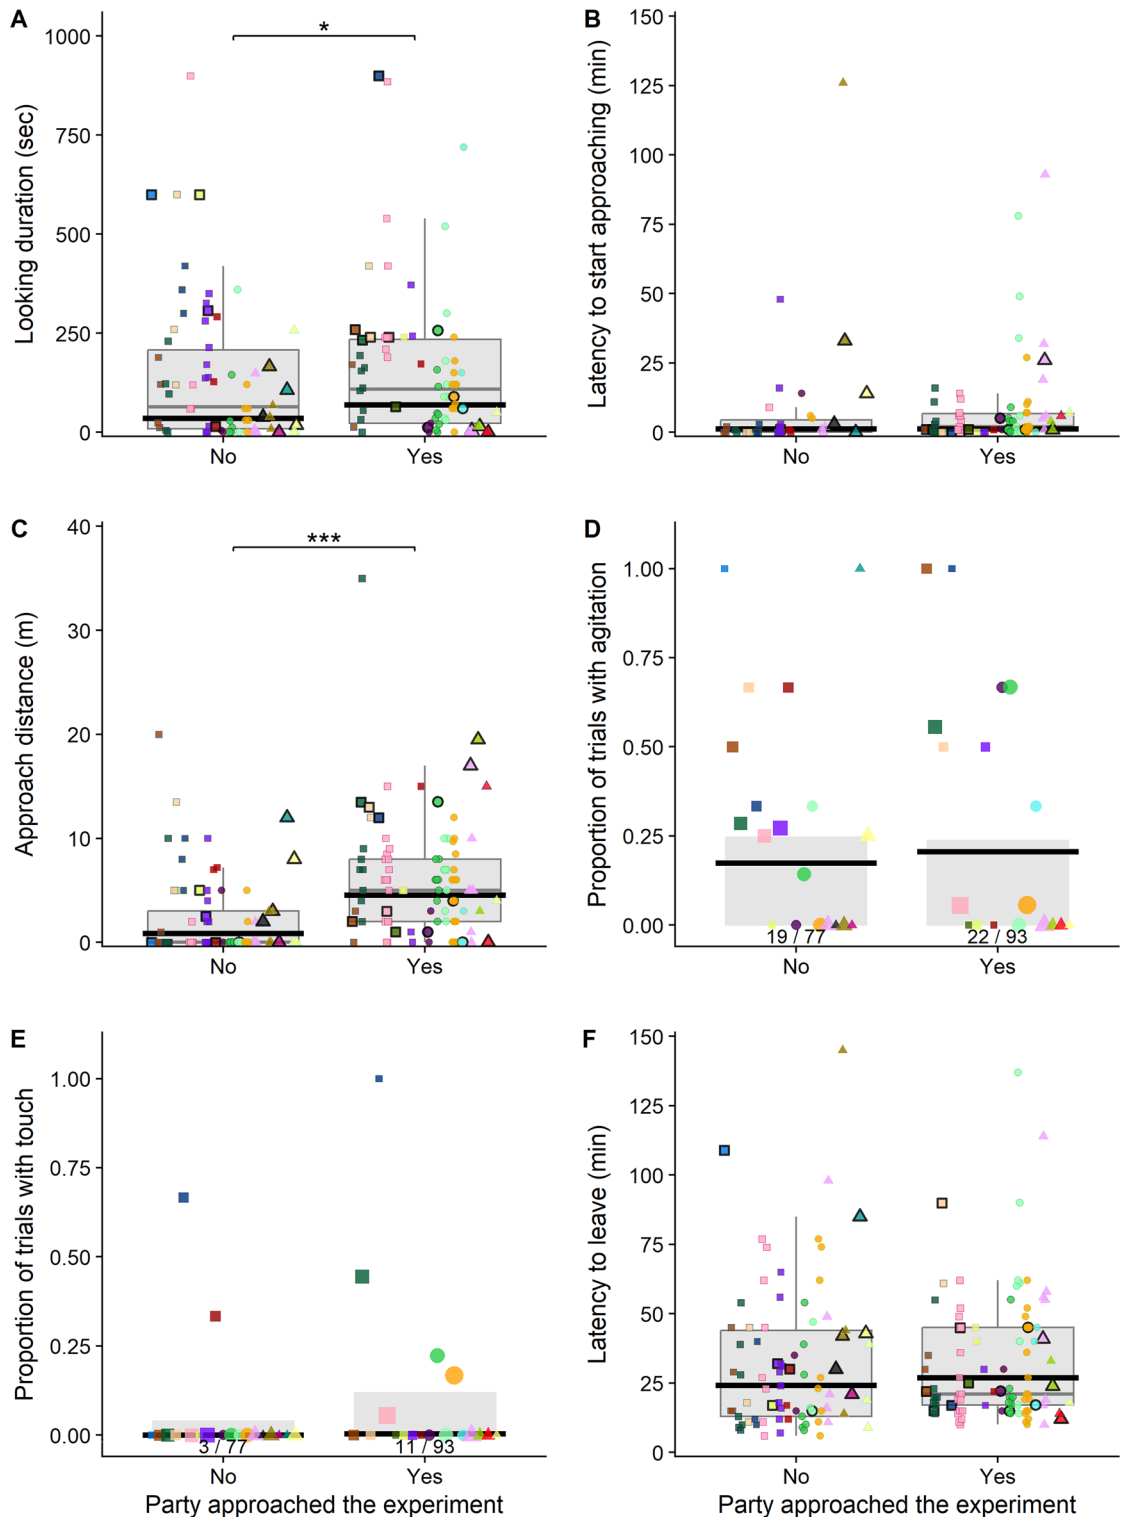 A
Looking duration (sec)
1000
750
500
250
0
*
No
Yes
B
Latency to start approaching (min)
150
125
100
75
50
25
0
No
Yes
C
Approach distance (m)
40
30
20
10
0
***
No
Yes
D
Proportion of trials with agitation
1.00
0.75
0.50
0.25
0.00
19 / 77
22 / 93
No
Yes
E
Proportion of trials with touch
1.00
0.75
0.50
0.25
0.00
3 / 77
11 / 93
No
Yes
Party approached the experiment
F
Latency to leave (min)
150
125
100
75
50
25
0
No
Yes
Party approached the experiment